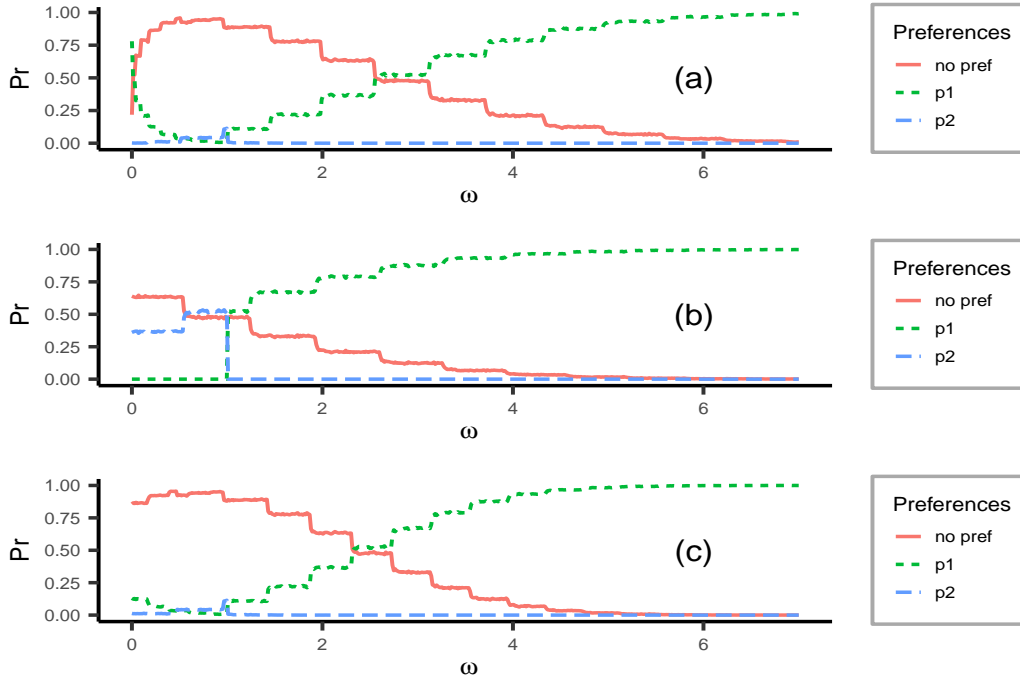 1.00
0.75
0.50
0.25
0.00
Pr
(a)
0 2 4 6
ω
Preferences
no pref
p1
p2
1.00
0.75
0.50
0.25
0.00
Pr
(b)
0 2 4 6
ω
Preferences
no pref
p1
p2
1.00
0.75
0.50
0.25
0.00
Pr
(c)
0 2 4 6
ω
Preferences
no pref
p1
p2